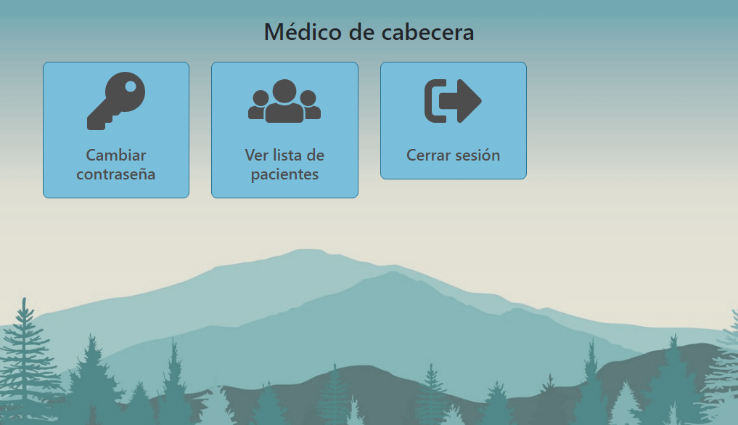 Médico de cabecera
Cambiar
contraseña
Ver lista de
pacientes
Cerrar sesión